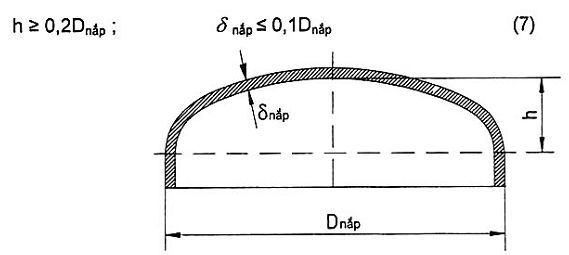 h ≥ 0,2Dnắp ; δ nắp ≤ 0,1Dnắp (7)
δnắp
h
Dnắp